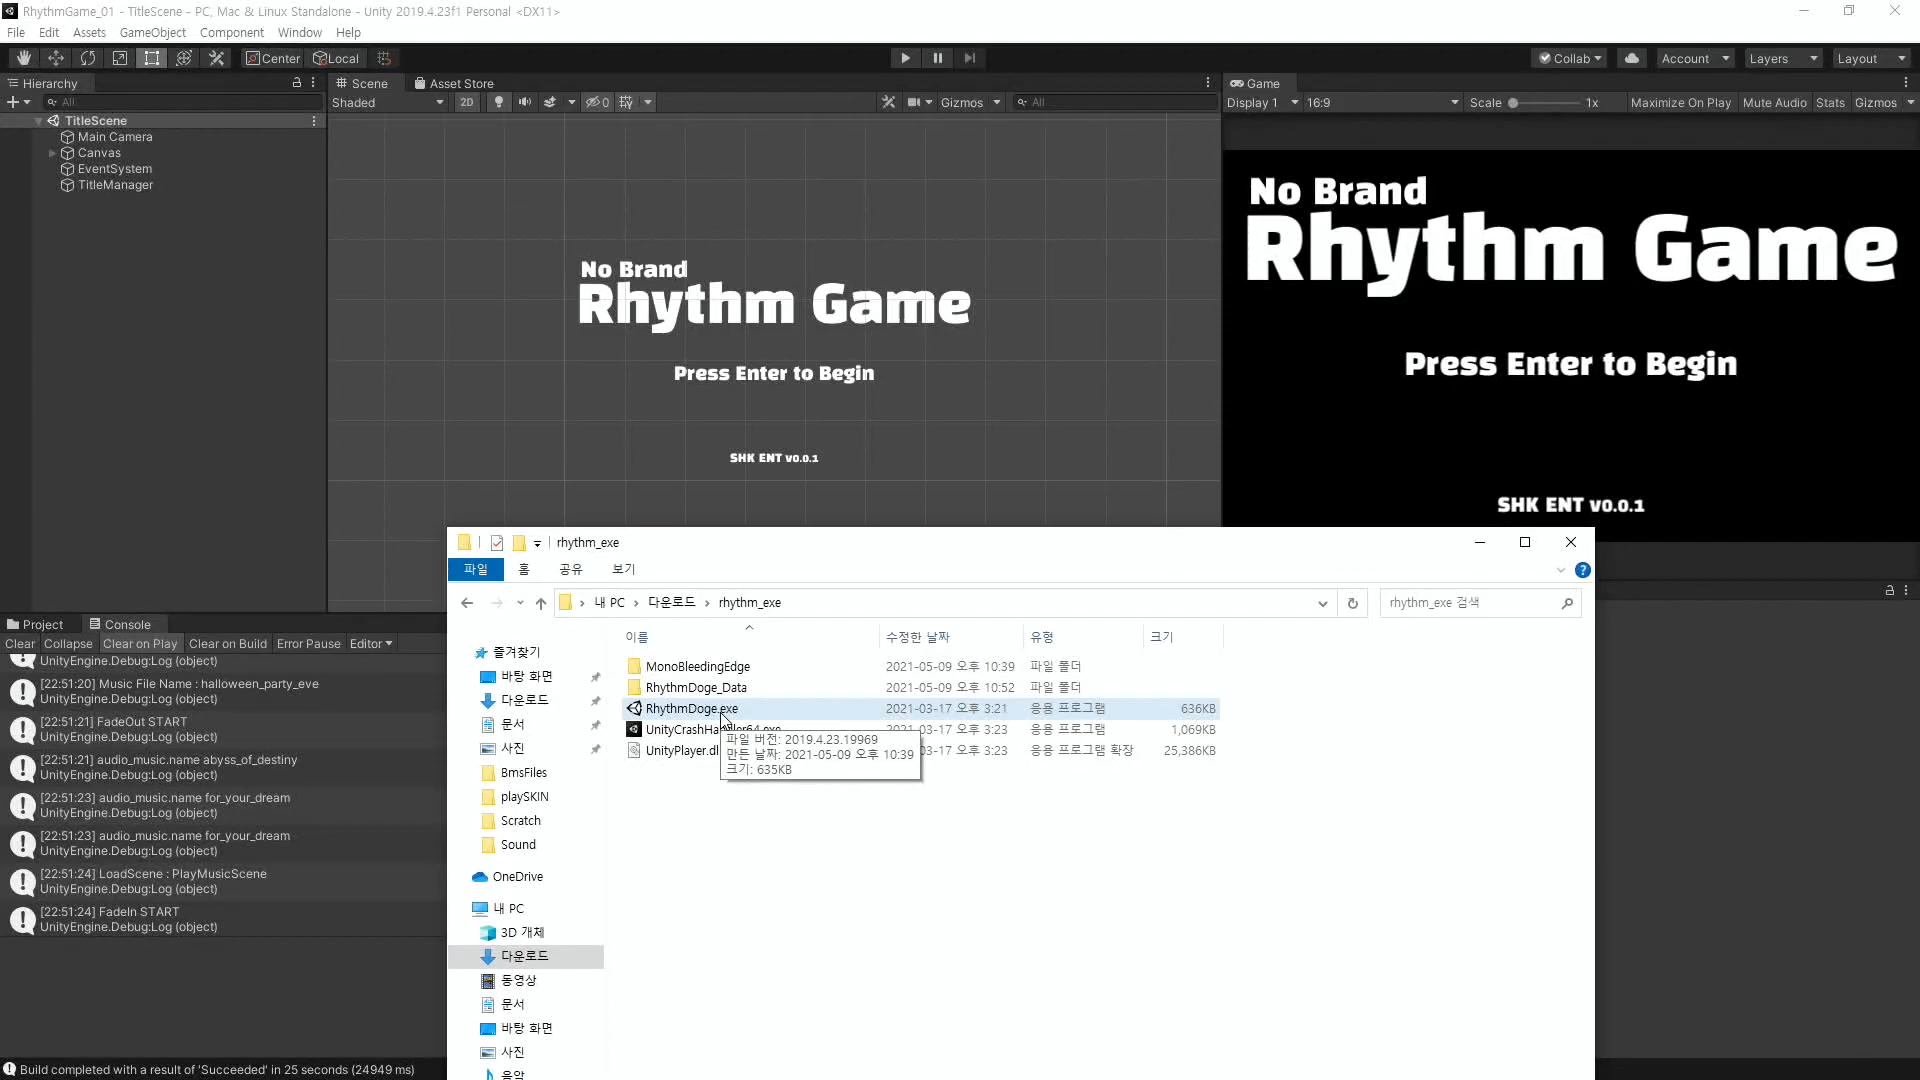 RhythmGame_01 - TitleScene - PC, Mac & Linux Standalone - Unity 2019.4.23f1 Personal <DX11>
File Edit Assets GameObject Component Window Help
Center Local
Collab Account Layers Layout
Hierarchy
All
TitleScene
Main Camera
Canvas
EventSystem
TitleManager
Scene Asset Store
Shaded 2D 0 Gizmos All
No Brand
Rhythm Game
Press Enter to Begin
SHK ENT v0.0.1
Game
Display 1 16:9 Scale 1x Maximize On Play Mute Audio Stats Gizmos
No Brand
Rhythm Game
Press Enter to Begin
SHK ENT v0.0.1
Project Console
Clear Collapse Clear on Play Clear on Build Error Pause Editor
UnityEngine.Debug:Log (object)
[22:51:20] Music File Name : halloween_party_eve
UnityEngine.Debug:Log (object)
[22:51:21] FadeOut START
UnityEngine.Debug:Log (object)
[22:51:21] audio_music.name abyss_of_destiny
UnityEngine.Debug:Log (object)
[22:51:23] audio_music.name for_your_dream
UnityEngine.Debug:Log (object)
[22:51:23] audio_music.name for_your_dream
UnityEngine.Debug:Log (object)
[22:51:24] LoadScene : PlayMusicScene
UnityEngine.Debug:Log (object)
[22:51:24] FadeIn START
UnityEngine.Debug:Log (object)
Build completed with a result of 'Succeeded' in 25 seconds (24949 ms)
rhythm_exe
파일 홈 공유 보기
내 PC 다운로드 rhythm_exe
rhythm_exe 검색
즐겨찾기
바탕 화면
다운로드
문서
사진
BmsFiles
playSKIN
Scratch
Sound
OneDrive
내 PC
3D 개체
다운로드
동영상
문서
바탕 화면
사진
음악
이름 수정한 날짜 유형 크기
MonoBleedingEdge 2021-05-09 오후 10:39 파일 폴더
RhythmDoge_Data 2021-05-09 오후 10:52 파일 폴더
RhythmDoge.exe 2021-03-17 오후 3:21 응용 프로그램 636KB
UnityCrashHandler64.exe 03-17 오후 3:23 응용 프로그램 1,069KB
UnityPlayer.dl 03-17 오후 3:23 응용 프로그램 확장 25,386KB
파일 버전: 2019.4.23.19969
만든 날짜: 2021-05-09 오후 10:39
크기: 635KB